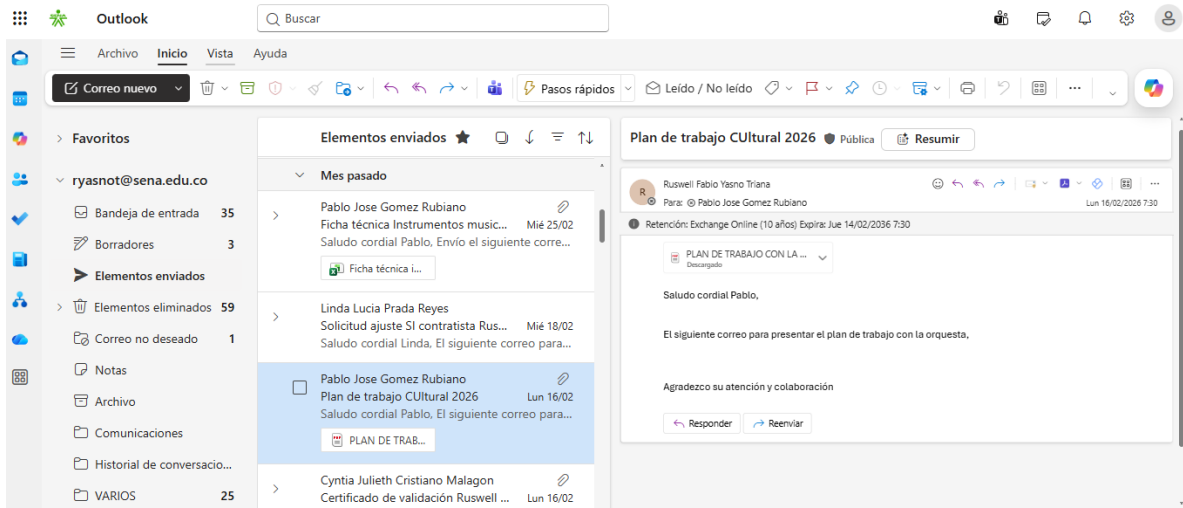 Outlook
Buscar
Archivo Inicio Vista Ayuda
Correo nuevo
Pasos rápidos
Leído / No leído
Favoritos
ryasnot@sena.edu.co
Bandeja de entrada 35
Borradores 3
Elementos enviados
Elementos eliminados 59
Correo no deseado 1
Notas
Archivo
Comunicaciones
Historial de conversacio...
VARIOS 25
Elementos enviados
Mes pasado
Pablo Jose Gomez Rubiano
Ficha técnica Instrumentos music... Mié 25/02
Saludo cordial Pablo, Envío el siguiente corre...
Ficha técnica i...
Linda Lucia Prada Reyes
Solicitud ajuste SI contratista Rus... Mié 18/02
Saludo cordial Linda, El siguiente correo para...
Pablo Jose Gomez Rubiano
Plan de trabajo CUltural 2026 Lun 16/02
Saludo cordial Pablo, El siguiente correo para...
PLAN DE TRAB...
Cyntia Julieth Cristiano Malagon
Certificado de validación Ruswell ... Lun 16/02
Plan de trabajo CUltural 2026 Pública Resumir
R
Ruswell Fabio Yasno Triana
Para: Pablo Jose Gomez Rubiano
Lun 16/02/2026 7:30
Retención: Exchange Online (10 años) Expira: Jue 14/02/2036 7:30
PLAN DE TRABAJO CON LA ...
Descargado
Saludo cordial Pablo,
El siguiente correo para presentar el plan de trabajo con la orquesta,
Agradezco su atención y colaboración
Responder Reenviar